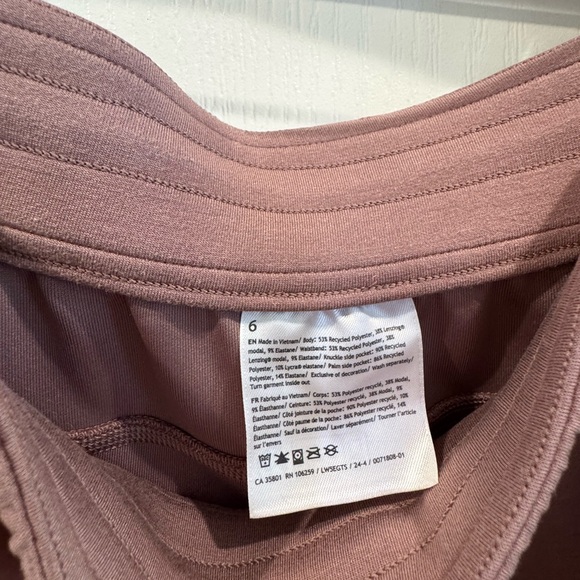 6
EN Made in Vietnam/ Body: 53% Recycled Polyester, 38% Lenzing®
modal, 9% Elastane/ Waistband: 53% Recycled Polyester, 38%
Lenzing® modal, 9% Elastane/ Knuckle side pocket: 90% Recycled
Polyester, 10% Lycra® elastane/ Palm side pocket: 86% Recycled
Polyester, 14% Elastane/ Exclusive of decoration/ Wash separately/
Turn garment inside out
FR Fabriqué au Vietnam/ Corps: 53% Polyester recyclé, 38% Modal,
9% Élasthanne/ Ceinture: 53% Polyester recyclé, 38% Modal, 9%
Élasthanne/ Côté jointure de la poche: 90% Polyester recyclé, 10%
Élasthanne/ Côté paume de la poche: 86% Polyester recyclé, 14%
Élasthanne/ Sauf la décoration/ Laver séparément/ Tourner l'article
sur l'envers
CA 35801 RN 106259 / LW5EGTS / 24-4 / 0071808-01